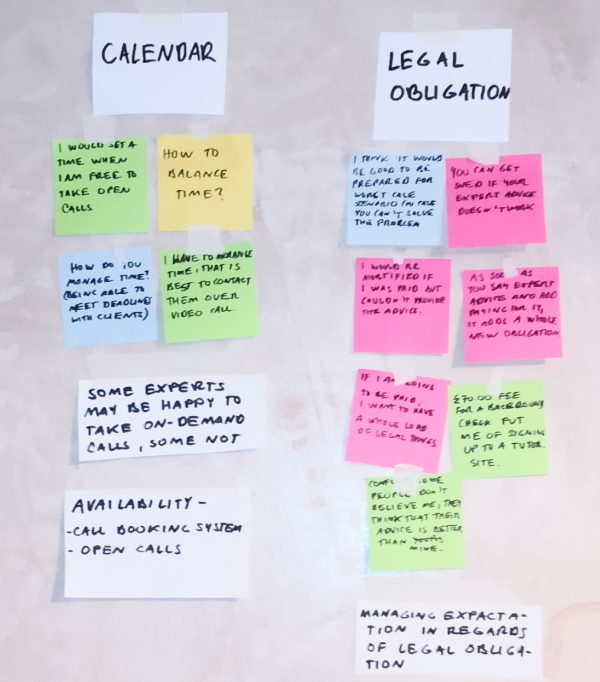 CALENDAR
I WOULD SET A
TIME WHEN
I AM FREE TO
TAKE OPEN
CALLS
HOW TO
BALANCE
TIME?
HOW DO YOU
MANAGE TIME?
(BEING ABLE TO
MEET DEADLINES
WITH CLIENTS)
I HAVE TO ARRANGE
TIME, THAT IS
BEST TO CONTACT
THEM OVER
VIDEO CALL.
SOME EXPERTS
MAY BE HAPPY TO
TAKE ON-DEMAND
CALLS, SOME NOT
AVAILABILITY -
- CALL BOOKING SYSTEM
- OPEN CALLS
LEGAL
OBLIGATION
I THINK IT WOULD
BE GOOD TO BE
PREPARED FOR
WORST CASE
SENARIO IN CASE
YOU CAN'T SOLVE
THE PROBLEM
YOU CAN GET
SUED IF YOUR
EXPERT ADVICE
DOESN'T WORK
I WOULD BE
MORTIFIED IF
I WAS PAID BUT
COULDN'T PROVIDE
THE ADVICE.
AS SOON AS
YOU SAY EXPERT
ADVICE AND ADD
PAYING FOR IT,
IT ADDS A WHOLE
NEW OBLIGATION
IF I AM GOING
TO BE PAID,
I WANT TO HAVE
A WHOLE LOAD
OF LEGAL THINGS
£70.00 FEE
FOR A BACKGROUND
CHECK PUT
ME OF SIGNING
UP TO A TUTOR
SITE.
SOME
PEOPLE DON'T
BELIEVE ME, THEY
THINK THAT THEIR
ADVICE IS BETTER
THAN
MINE.
MANAGING EXPACTA-
TION IN REGARDS
OF LEGAL OBLIGA-
TION